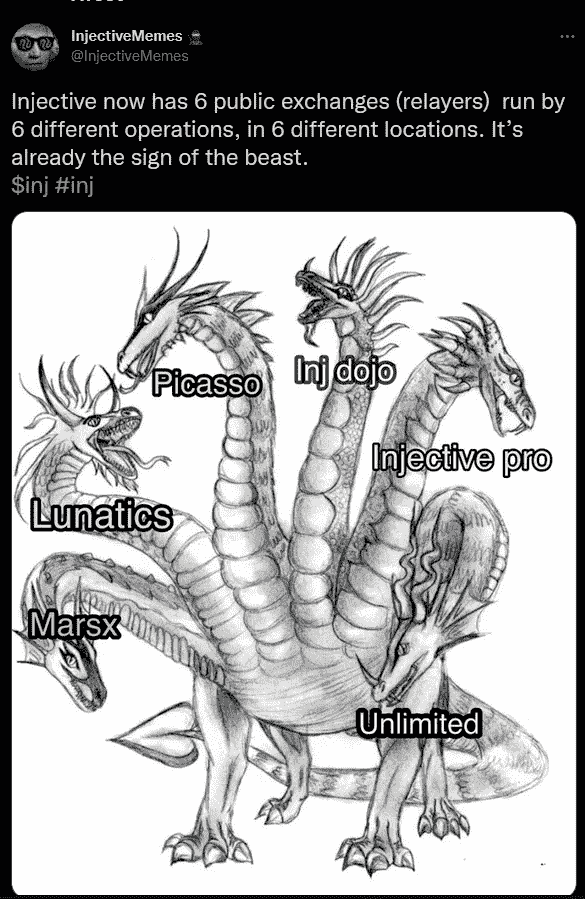 InjectiveMemes
@InjectiveMemes
Injective now has 6 public exchanges (relayers) run by
6 different operations, in 6 different locations. It’s
already the sign of the beast.
$inj #inj
Picasso
Inj dojo
Injective pro
Lunatics
Marsx
Unlimited